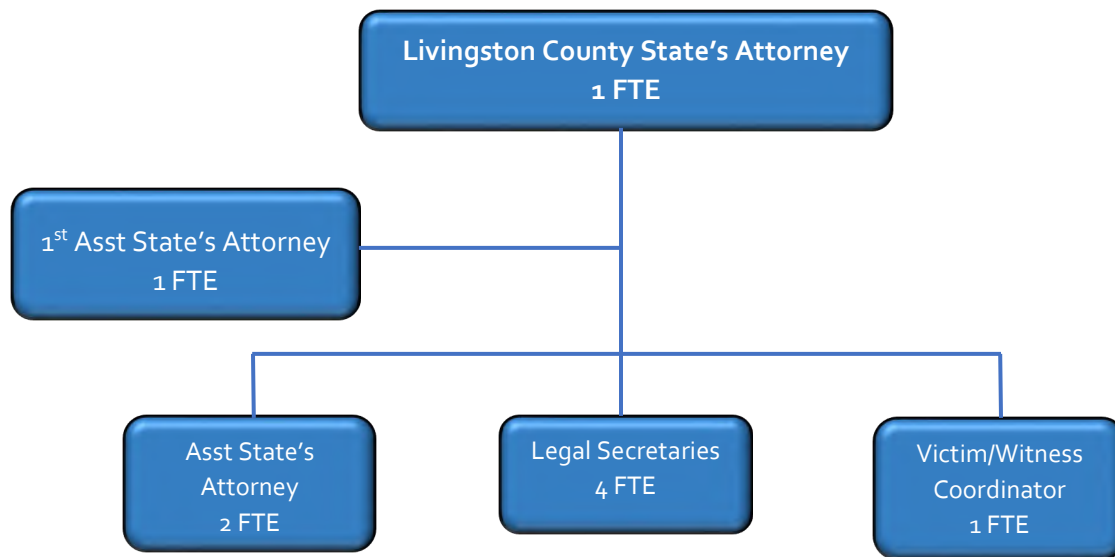 Livingston County State’s Attorney
1 FTE
1st Asst State’s Attorney
1 FTE
Asst State’s
Attorney
2 FTE
Legal Secretaries
4 FTE
Victim/Witness
Coordinator
1 FTE